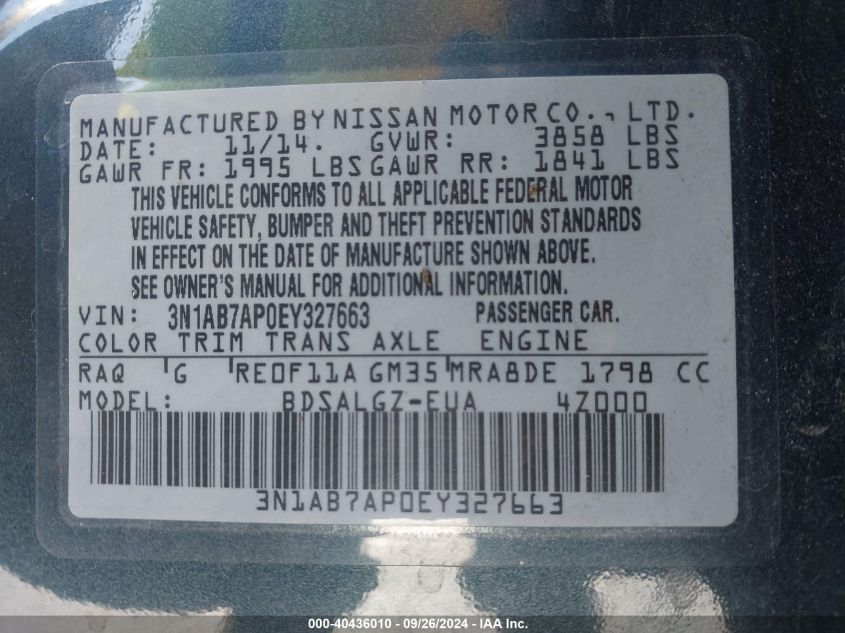 MANUFACTURED BY NISSAN MOTOR CO., LTD.
DATE: 11/14. GVWR: 3858 LBS
GAWR FR: 1995 LBS GAWR RR: 1841 LBS
THIS VEHICLE CONFORMS TO ALL APPLICABLE FEDERAL MOTOR
VEHICLE SAFETY, BUMPER AND THEFT PREVENTION STANDARDS
IN EFFECT ON THE DATE OF MANUFACTURE SHOWN ABOVE.
SEE OWNER'S MANUAL FOR ADDITIONAL INFORMATION.
VIN: 3N1AB7AP0EY327663 PASSENGER CAR.
COLOR TRIM TRANS AXLE ENGINE
RAQ G RE0F11A GM35 MRA8DE 1798 CC
MODEL: BDSALGZ-EUA 4Z000
3N1AB7AP0EY327663
000-40436010 - 09/26/2024 - IAA Inc.